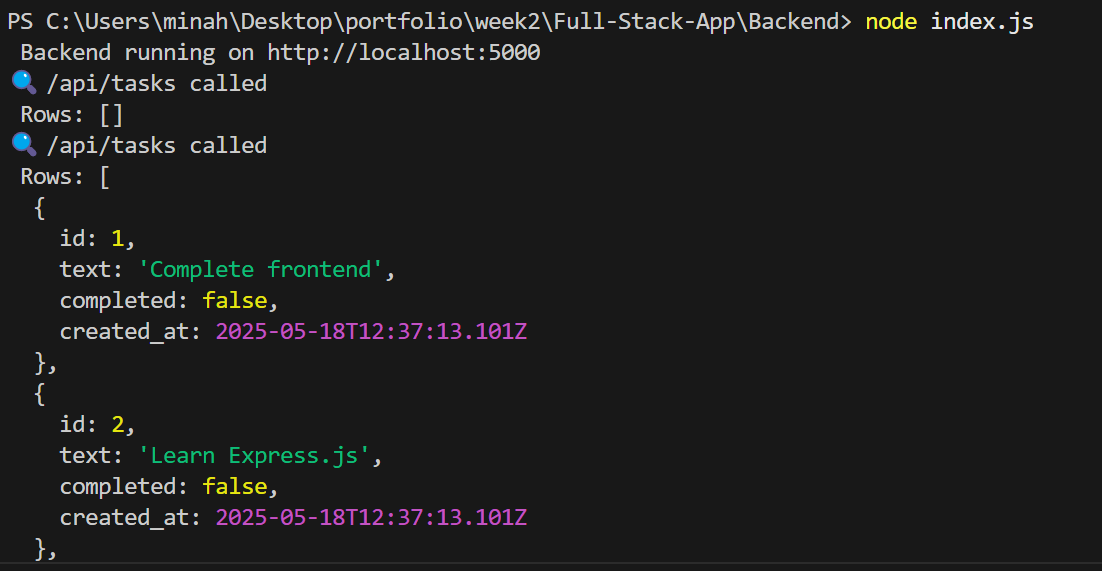 PS C:\Users\minah\Desktop\portfolio\week2\Full-Stack-App\Backend> node index.js
 Backend running on http://localhost:5000
🔍 /api/tasks called
 Rows: []
🔍 /api/tasks called
 Rows: [
  {
    id: 1,
    text: 'Complete frontend',
    completed: false,
    created_at: 2025-05-18T12:37:13.101Z
  },
  {
    id: 2,
    text: 'Learn Express.js',
    completed: false,
    created_at: 2025-05-18T12:37:13.101Z
  },